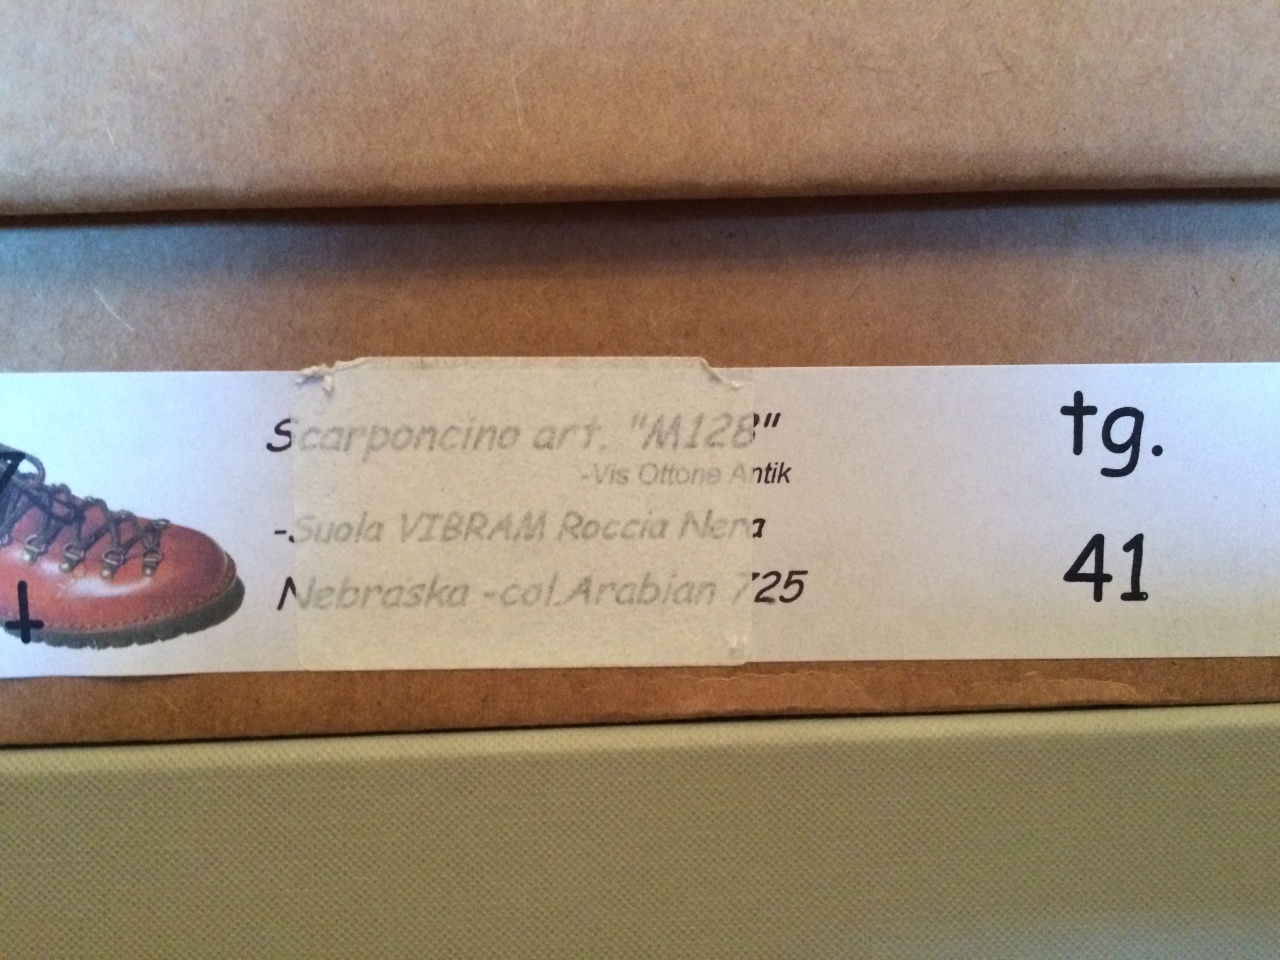 Scarponcino art. "M128"
-Vis Ottone Antik
-Suola VIBRAM Roccia Nera
Nebraska -col.Arabian 725
tg.
41